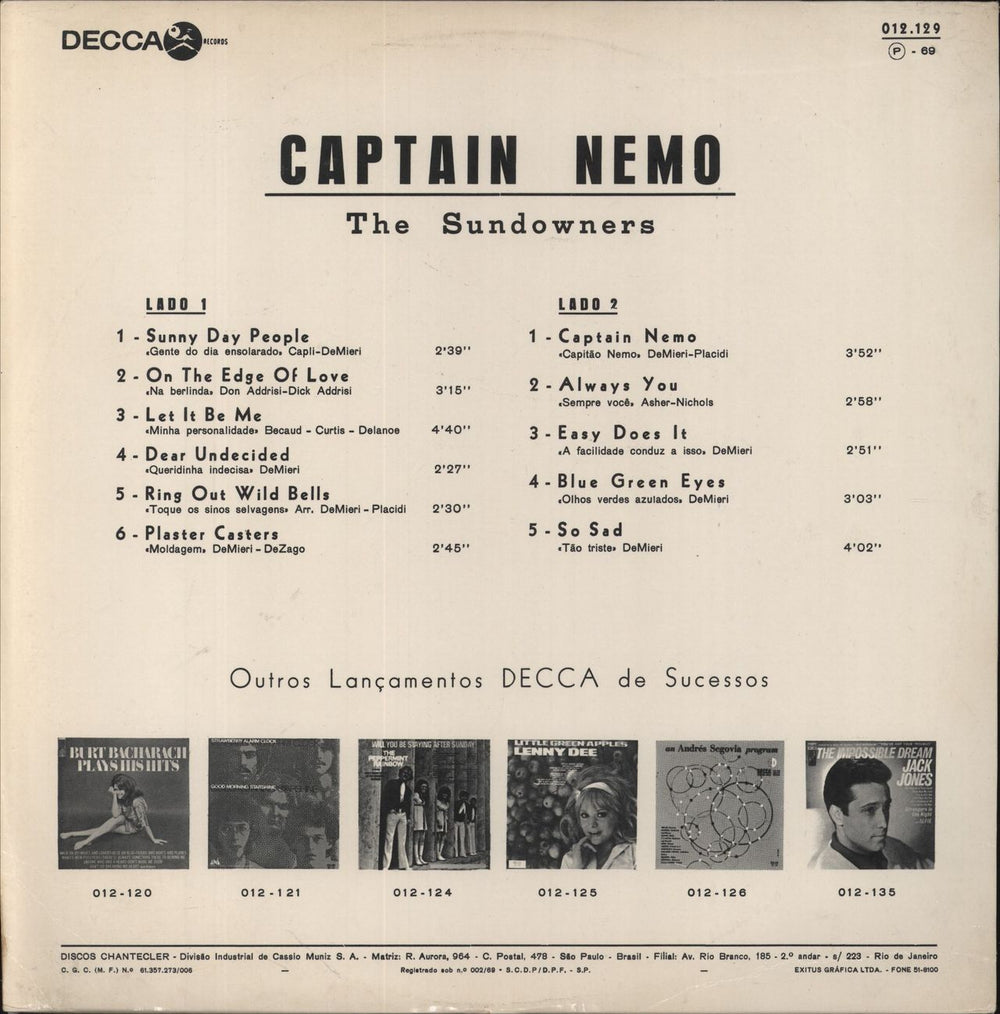 DECCA RECORDS
012.129
P - 69
CAPTAIN NEMO
The Sundowners
LADO 1
1 - Sunny Day People
«Gente do dia ensolarado» Capli-DeMieri 2'39''
2 - On The Edge Of Love
«Na berlinda» Don Addrisi-Dick Addrisi 3'15''
3 - Let It Be Me
«Minha personalidade» Becaud - Curtis - Delanoe 4'40''
4 - Dear Undecided
«Queridinha indecisa» DeMieri 2'27''
5 - Ring Out Wild Bells
«Toque os sinos selvagens» Arr. DeMieri - Placidi 2'30''
6 - Plaster Casters
«Moldagem» DeMieri - DeZago 2'45''
LADO 2
1 - Captain Nemo
«Capitão Nemo» DeMieri-Placidi 3'52''
2 - Always You
«Sempre você» Asher-Nichols 2'58''
3 - Easy Does It
«A facilidade conduz a isso» DeMieri 2'51''
4 - Blue Green Eyes
«Olhos verdes azulados» DeMieri 3'03''
5 - So Sad
«Tão triste» DeMieri 4'02''
Outros Lançamentos DECCA de Sucessos
BURT BACHARACH
PLAYS HIS HITS
STRAWBERRY ALARM CLOCK
GOOD MORNING STARSHINE
WILL YOU BE STAYING AFTER SUNDAY
THE
PEPPERMINT
RAINBOW
LITTLE GREEN APPLES
LENNY DEE
an Andrés Segovia program
THE IMPOSSIBLE DREAM
JACK
JONES
012-120 012-121 012-124 012-125 012-126 012-135
DISCOS CHANTECLER - Divisão Industrial de Cassio Muniz S. A. - Matriz: R. Aurora, 964 - C. Postal, 478 - São Paulo - Brasil - Filial: Av. Rio Branco, 185 - 2.º andar - s/ 223 - Rio de Janeiro
C. G. C. (M. F.) N.º 61.357.273/006 — Registrado sob n.º 002/69 - S.C.D.P/D.P.F. - S.P. — EXITUS GRÁFICA LTDA. - FONE 51-8100